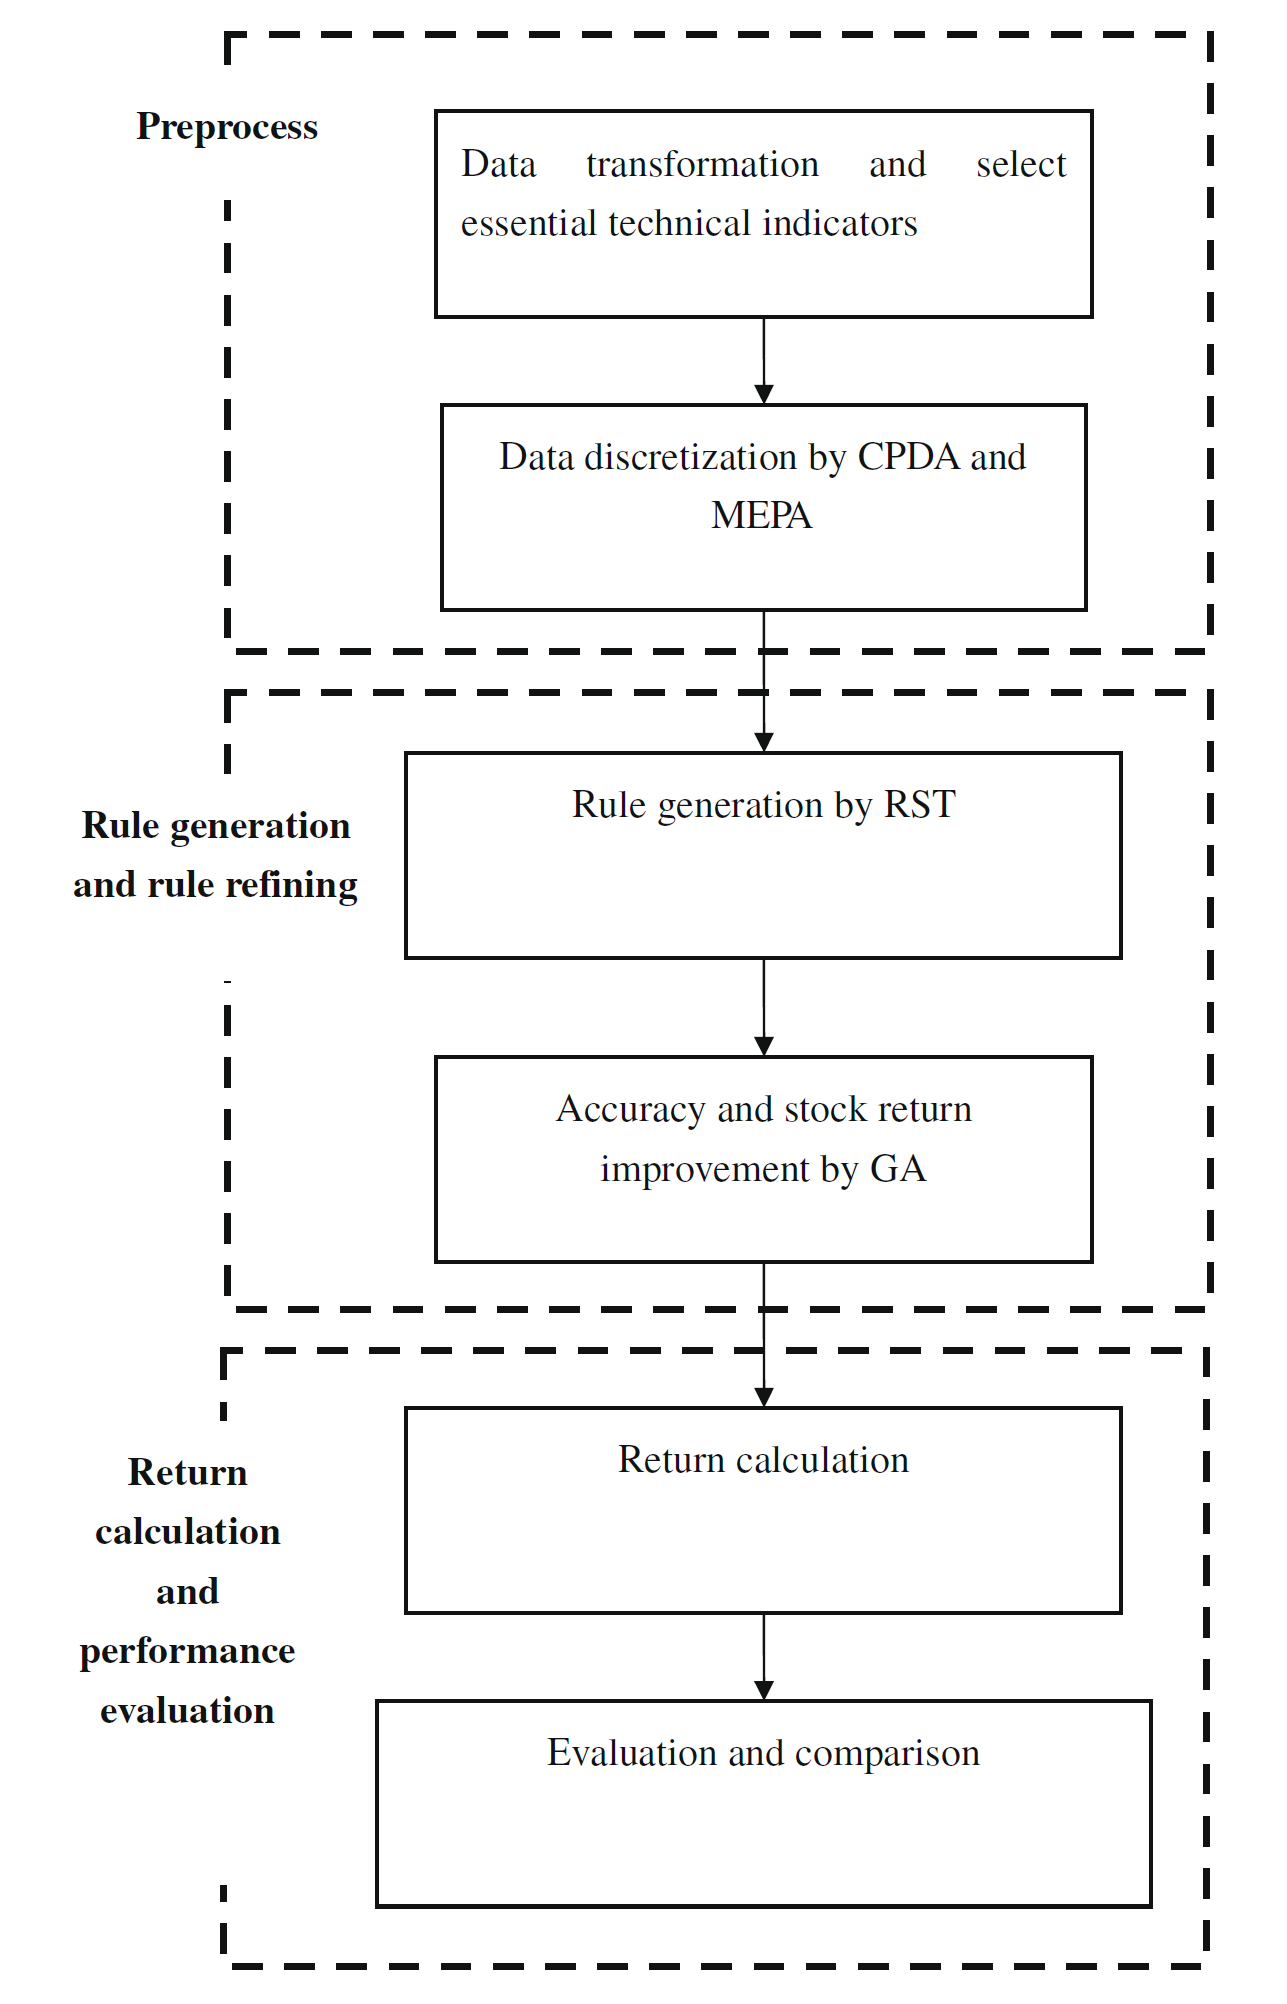 Preprocess
Data transformation and select
essential technical indicators
Data discretization by CPDA and
MEPA
Rule generation
and rule refining
Rule generation by RST
Accuracy and stock return
improvement by GA
Return
calculation
and
performance
evaluation
Return calculation
Evaluation and comparison